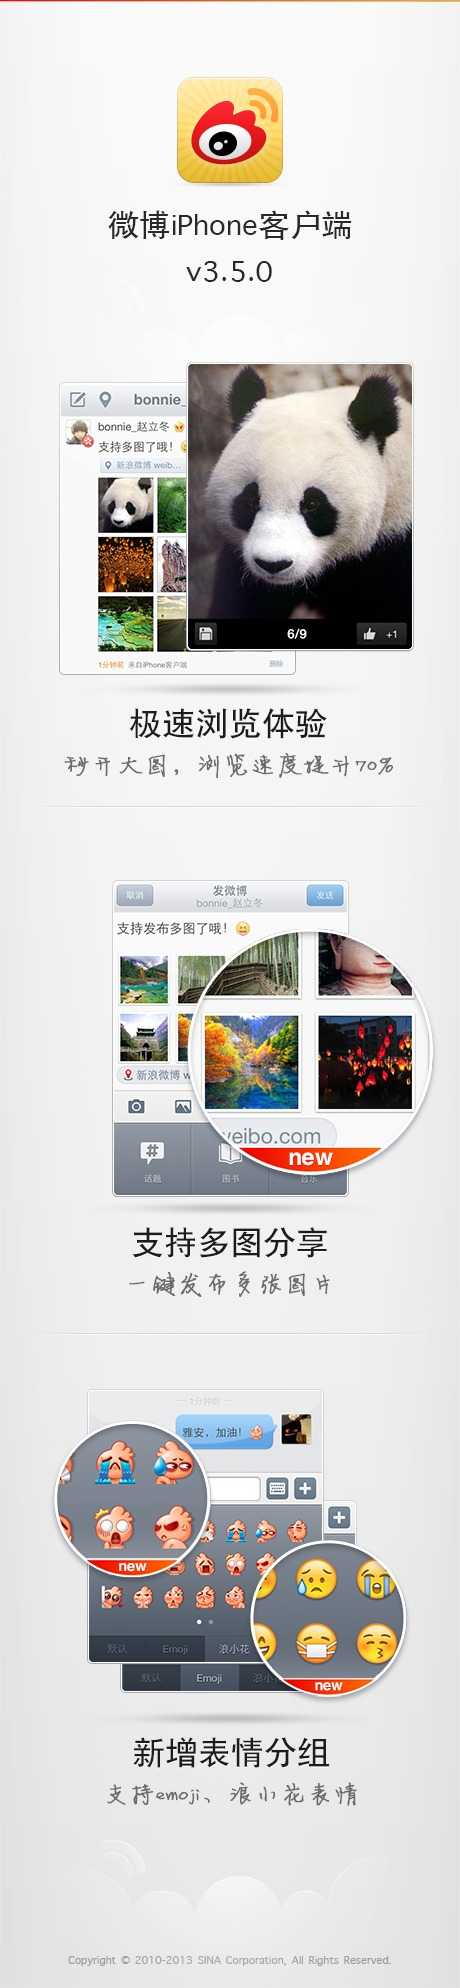 微博iPhone客户端
v3.5.0
bonnie_
bonnie_赵立冬
支持多图了哦！
新浪微博 weib...
6/9
+1
1分钟前 来自iPhone客户端
删除
极速浏览体验
秒开大图，浏览速度提升70%
取消
发微博
发送
bonnie_赵立冬
支持发布多图了哦！
新浪微博 w
weibo.com
new
话题
图书
音乐
支持多图分享
一键发布多张图片
1分钟前
雅安，加油！
new
默认 Emoji 浪小花
默认 Emoji 浪小
new
新增表情分组
支持emoji、浪小花表情
Copyright © 2010-2013 SINA Corporation, All Rights Reserved.